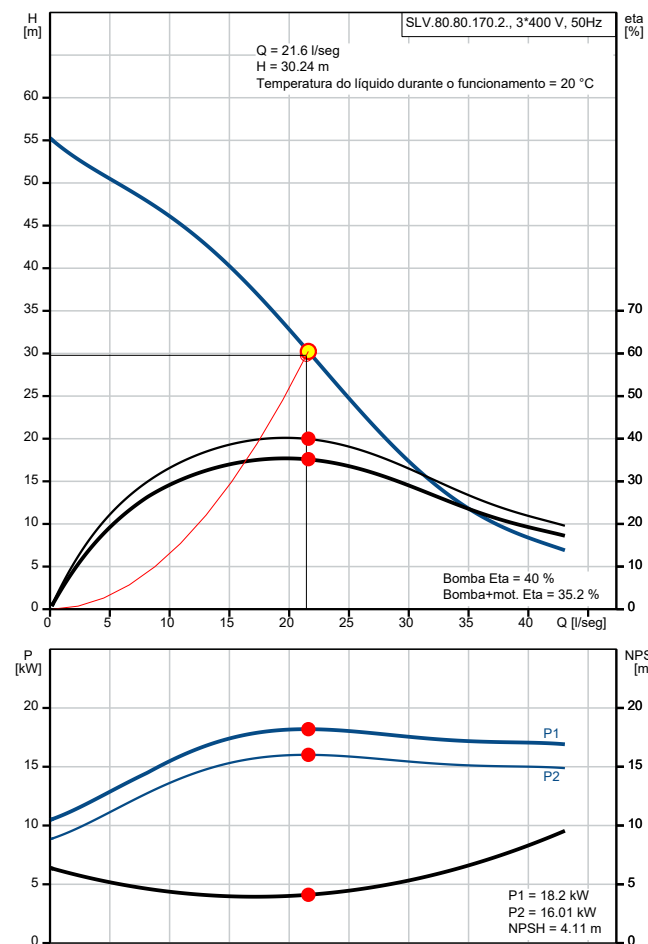 H
[m]
SLV.80.80.170.2., 3*400 V, 50Hz
eta
[%]
Q = 21.6 l/seg
H = 30.24 m
Temperatura do líquido durante o funcionamento = 20 °C
60
55
50
45
40
35
30
25
20
15
10
5
0
70
60
50
40
30
20
10
0
Bomba Eta = 40 %
Bomba+mot. Eta = 35.2 %
0
5
10
15
20
25
30
35
Q [l/seg]
P
[kW]
NPS
[m
20
15
10
5
0
20
15
10
5
0
P1
P2
P1 = 18.2 kW
P2 = 16.01 kW
NPSH = 4.11 m